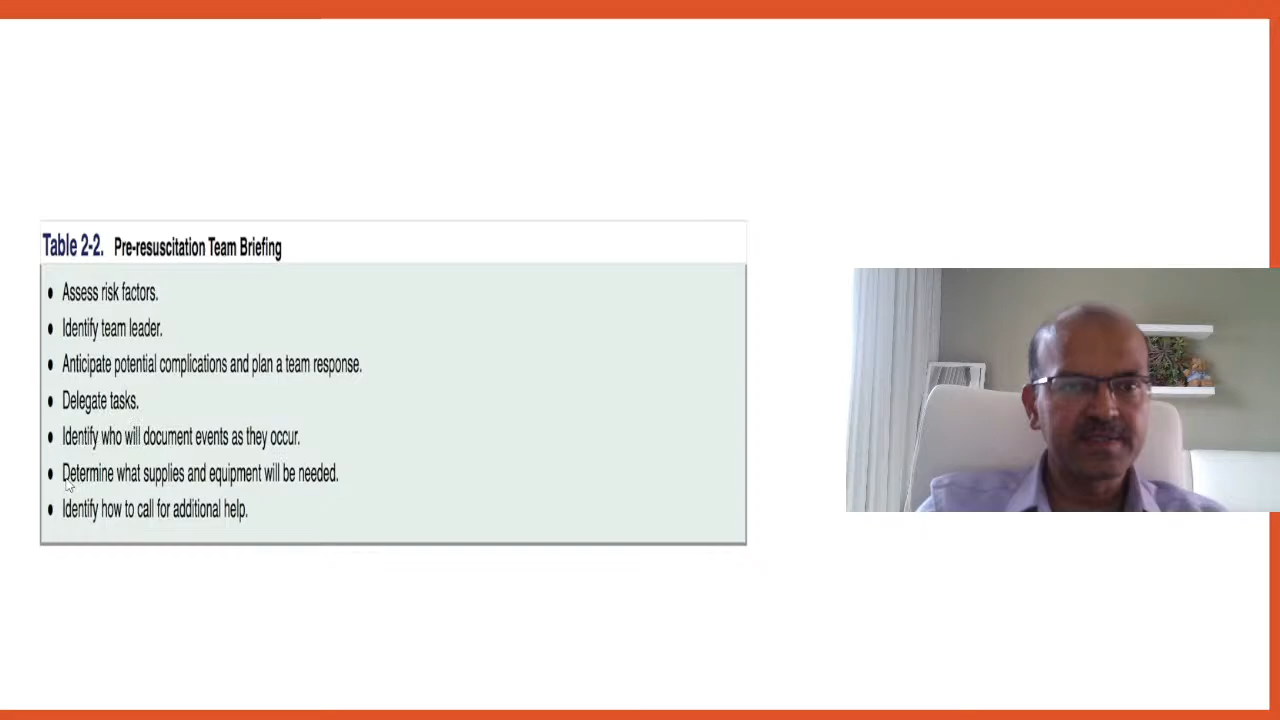 Table 2-2. Pre-resuscitation Team Briefing
• Assess risk factors.
• Identify team leader.
• Anticipate potential complications and plan a team response.
• Delegate tasks.
• Identify who will document events as they occur.
• Determine what supplies and equipment will be needed.
• Identify how to call for additional help.